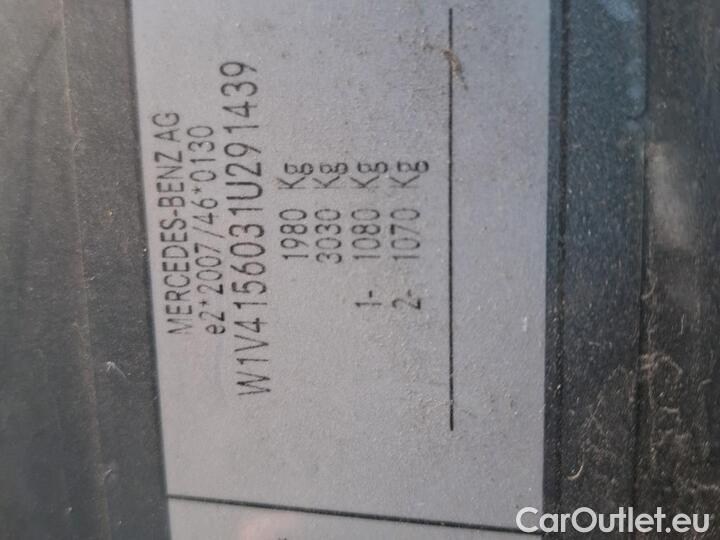 MERCEDES-BENZ AG
e2*2007/46*0130
W1V4156031U291439
1980 Kg
3030 Kg
1- 1080 Kg
2- 1070 Kg
CarOutlet.eu